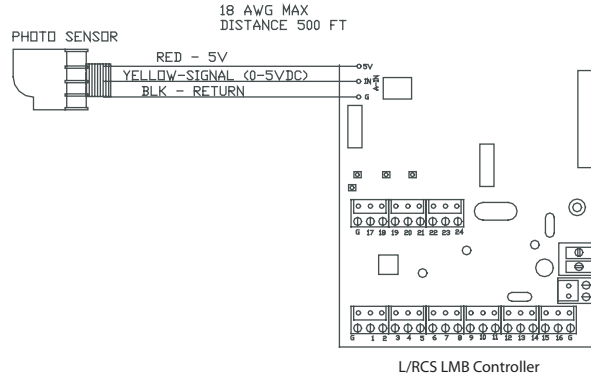 18 AWG MAX
DISTANCE 500 FT
PHOTO SENSOR
RED - 5V
YELLOW-SIGNAL (0-5VDC)
BLK - RETURN
5V
IN
G
A-IN
G 17 18 19 20 21 22 23 24
G 1 2 3 4 5 6 7 8 9 10 11 12 13 14 15 16 G
L/RCS LMB Controller